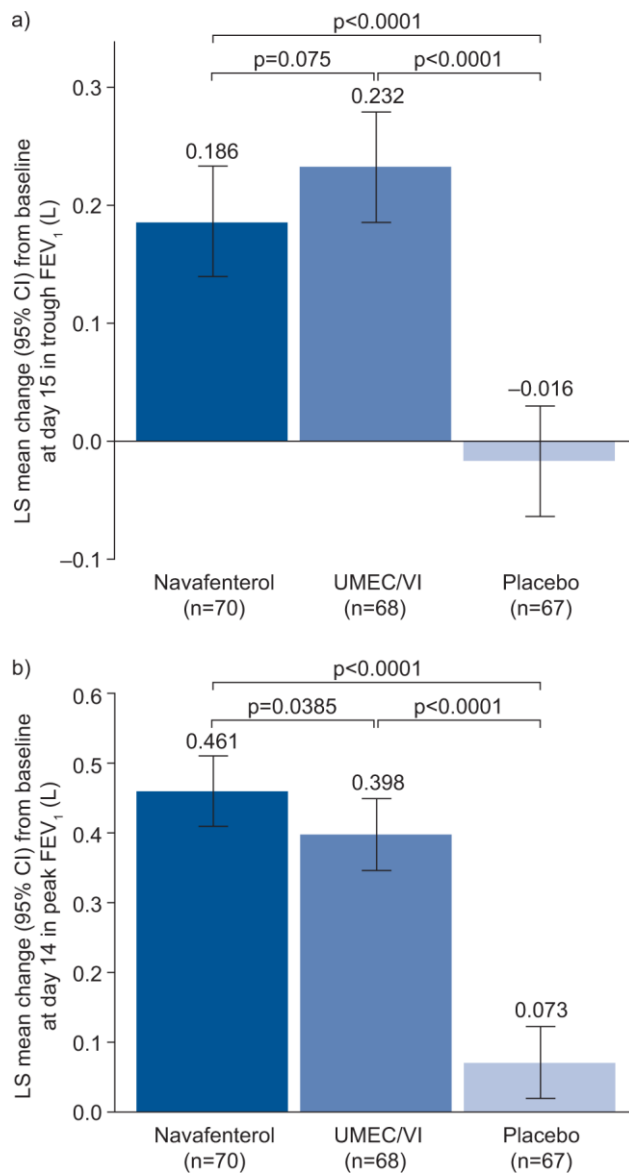 a)
p<0.0001
p=0.075
p<0.0001
LS mean change (95% CI) from baseline
at day 15 in trough FEV₁ (L)
0.3
0.2
0.1
0.0
–0.1
0.186
0.232
–0.016
Navafenterol
(n=70)
UMEC/VI
(n=68)
Placebo
(n=67)
b)
p<0.0001
p=0.0385
p<0.0001
LS mean change (95% CI) from baseline
at day 14 in peak FEV₁ (L)
0.6
0.5
0.4
0.3
0.2
0.1
0.0
0.461
0.398
0.073
Navafenterol
(n=70)
UMEC/VI
(n=68)
Placebo
(n=67)